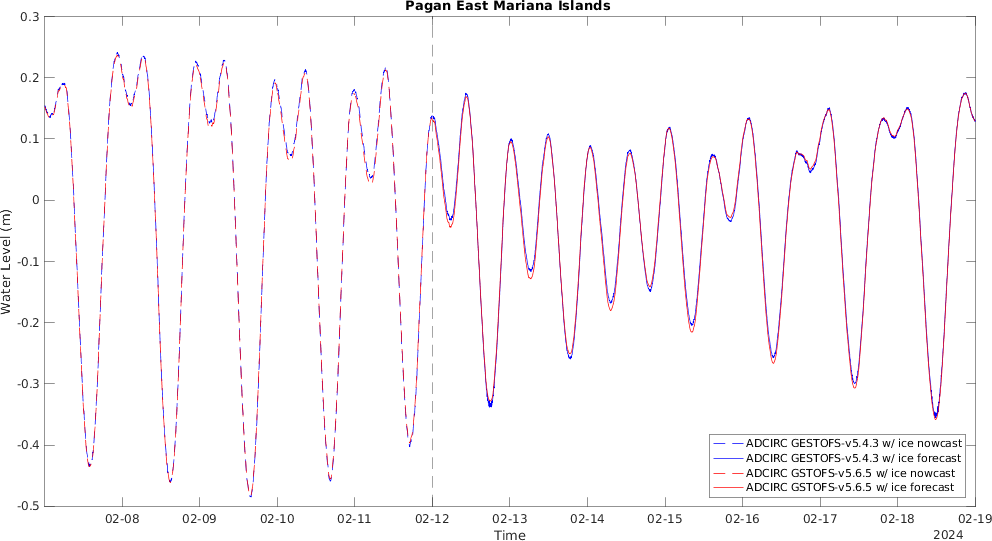 Pagan East Mariana Islands
Water Level (m)
0.3
0.2
0.1
0
-0.1
-0.2
-0.3
-0.4
-0.5
ADCIRC GESTOFS-v5.4.3 w/ ice nowcast
ADCIRC GESTOFS-v5.4.3 w/ ice forecast
ADCIRC GSTOFS-v5.6.5 w/ ice nowcast
ADCIRC GSTOFS-v5.6.5 w/ ice forecast
02-08 02-09 02-10 02-11 02-12 02-13 02-14 02-15 02-16 02-17 02-18 02-19
Time
2024